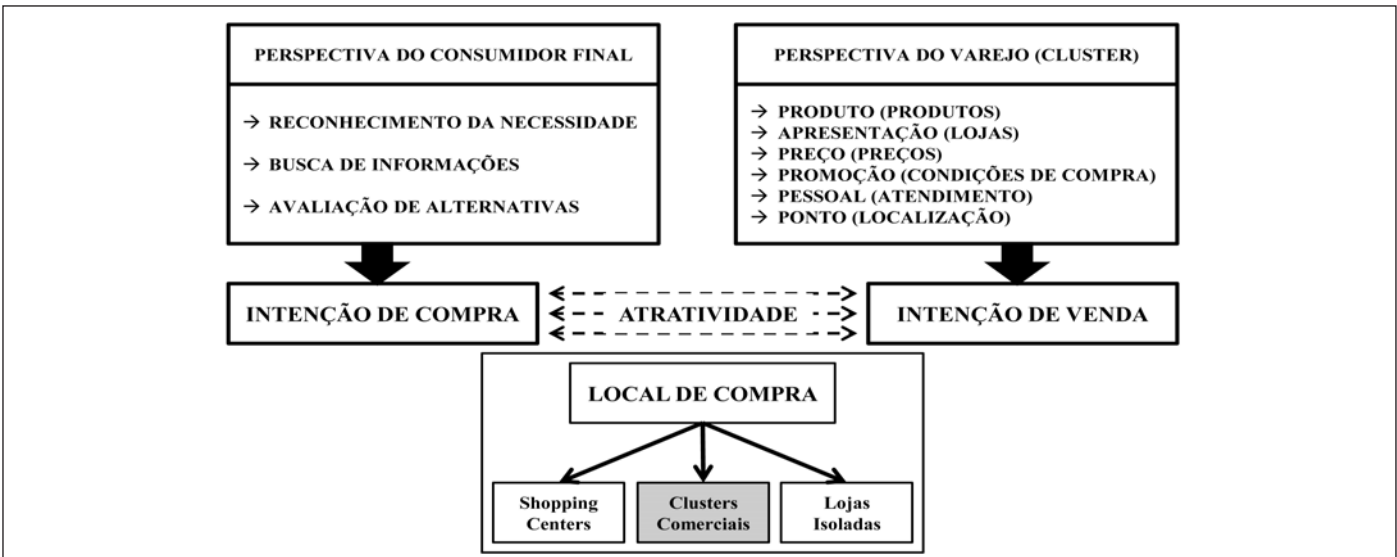 PERSPECTIVA DO CONSUMIDOR FINAL
→ RECONHECIMENTO DA NECESSIDADE
→ BUSCA DE INFORMAÇÕES
→ AVALIAÇÃO DE ALTERNATIVAS
PERSPECTIVA DO VAREJO (CLUSTER)
→ PRODUTO (PRODUTOS)
→ APRESENTAÇÃO (LOJAS)
→ PREÇO (PREÇOS)
→ PROMOÇÃO (CONDIÇÕES DE COMPRA)
→ PESSOAL (ATENDIMENTO)
→ PONTO (LOCALIZAÇÃO)
INTENÇÃO DE COMPRA
ATRATIVIDADE
INTENÇÃO DE VENDA
LOCAL DE COMPRA
Shopping
Centers
Clusters
Comerciais
Lojas
Isoladas